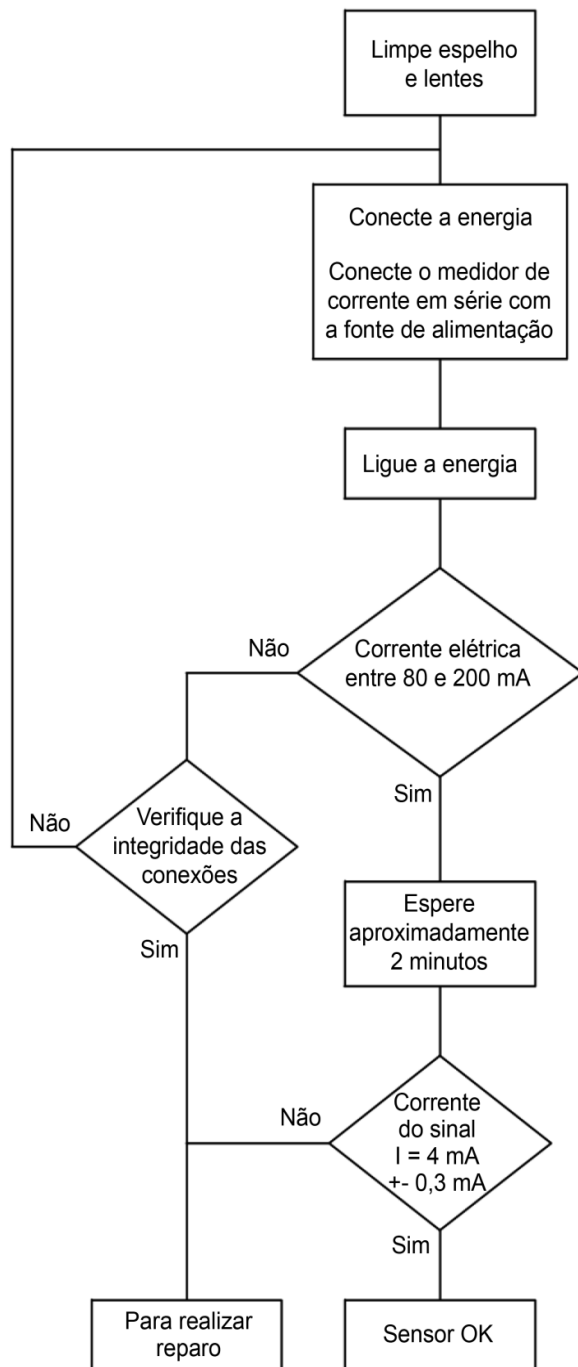 Limpe espelho
e lentes
Conecte a energia
Conecte o medidor de
corrente em série com
a fonte de alimentação
Ligue a energia
Não
Corrente elétrica
entre 80 e 200 mA
Sim
Não
Verifique a
integridade das
conexões
Sim
Espere
aproximadamente
2 minutos
Não
Corrente
do sinal
I = 4 mA
+- 0,3 mA
Sim
Para realizar
reparo
Sensor OK